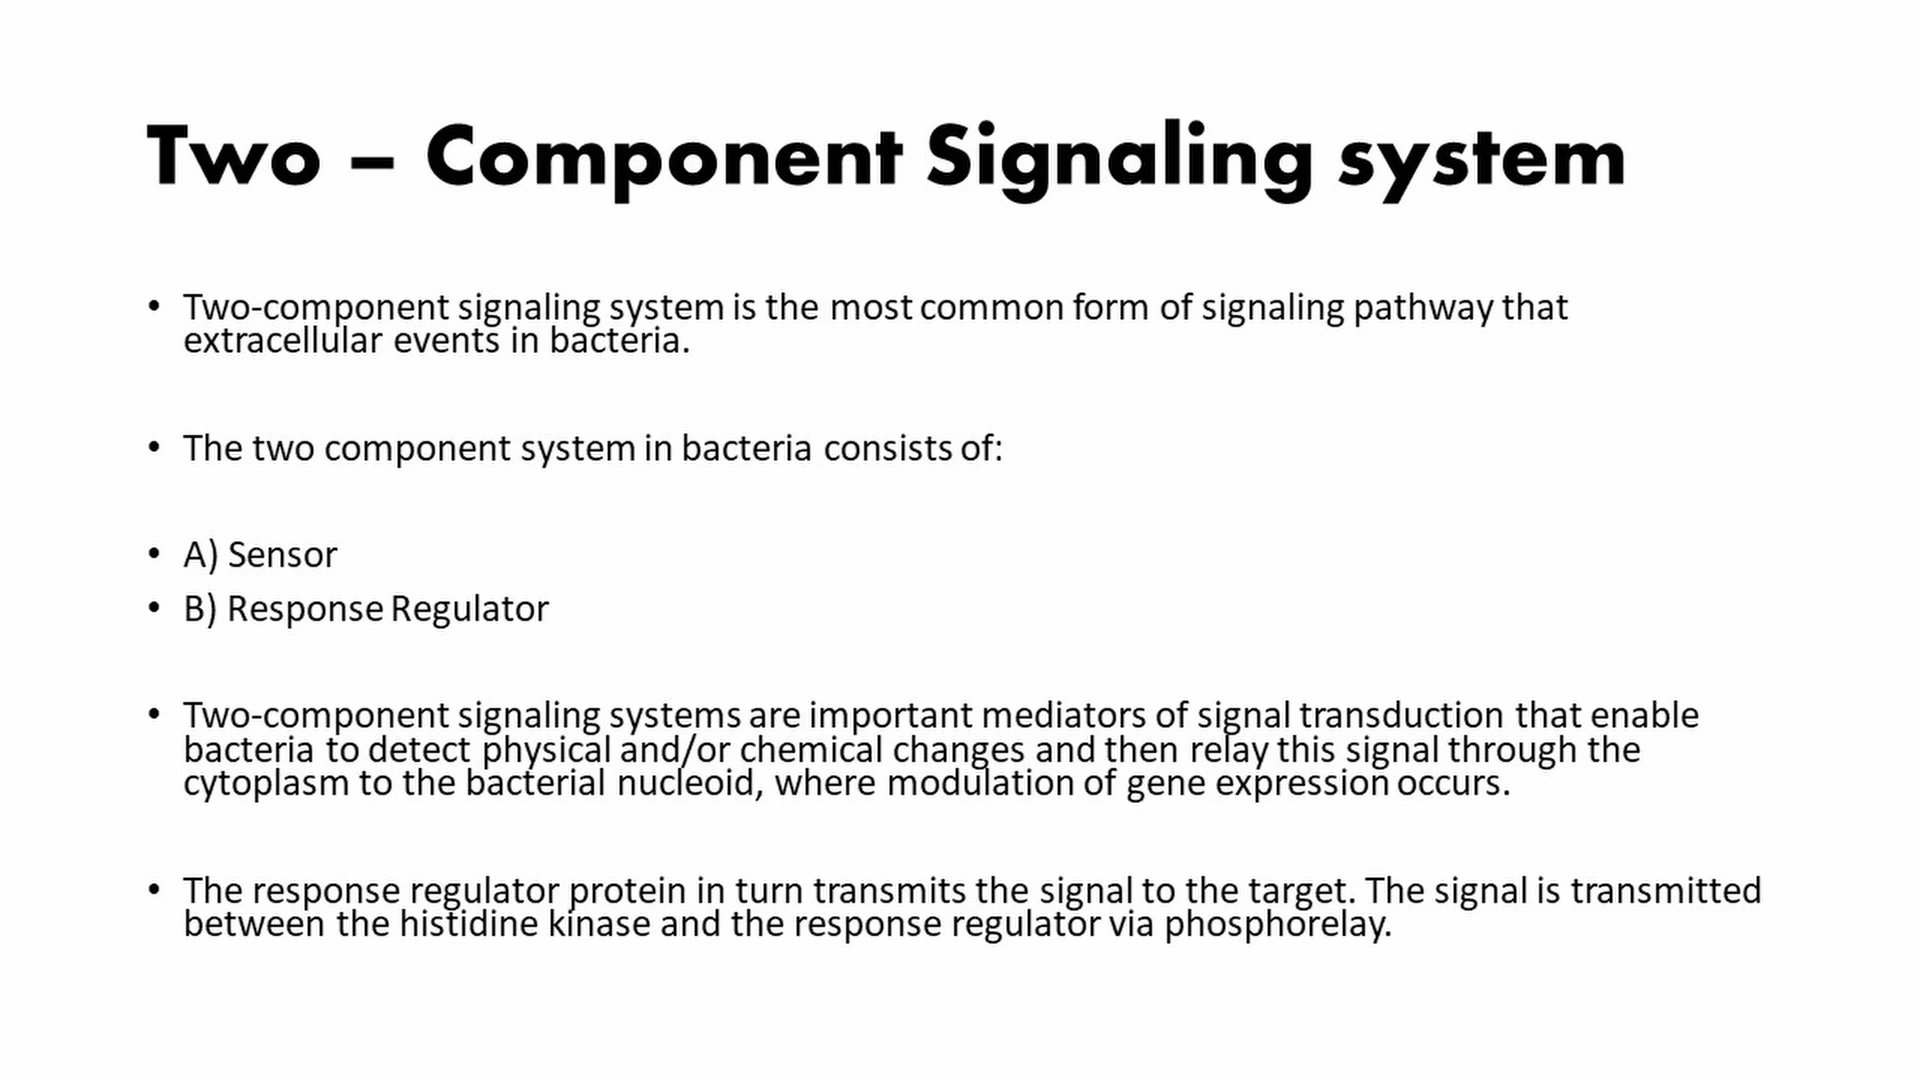 Two – Component Signaling system
• Two-component signaling system is the most common form of signaling pathway that
extracellular events in bacteria.
• The two component system in bacteria consists of:
• A) Sensor
• B) Response Regulator
• Two-component signaling systems are important mediators of signal transduction that enable
bacteria to detect physical and/or chemical changes and then relay this signal through the
cytoplasm to the bacterial nucleoid, where modulation of gene expression occurs.
• The response regulator protein in turn transmits the signal to the target. The signal is transmitted
between the histidine kinase and the response regulator via phosphorelay.